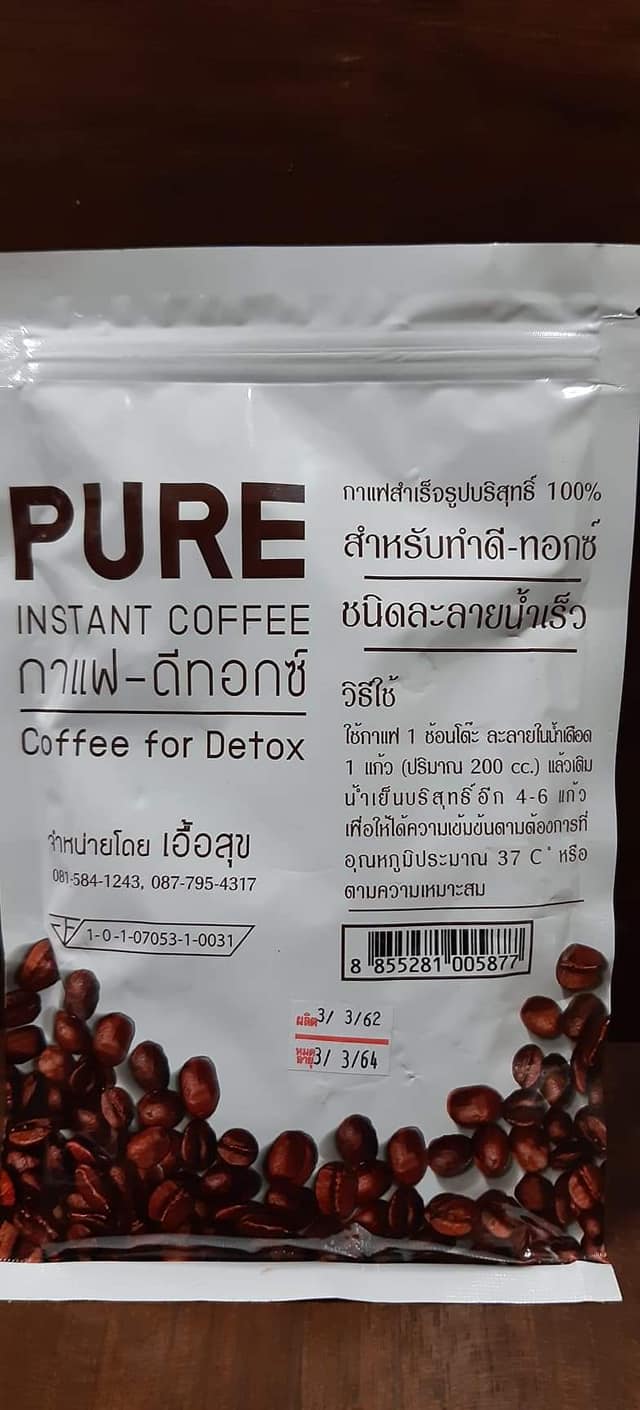 PURE
INSTANT COFFEE
กาแฟ-ดีทอกซ์
Coffee for Detox
จำหน่ายโดย เอื้อสุข
081-584-1243, 087-795-4317
1-0-1-07053-1-0031
กาแฟสำเร็จรูปบริสุทธิ์ 100%
สำหรับทำดี-ทอกซ์
ชนิดละลายน้ำเร็ว
วิธีใช้
ใช้กาแฟ 1 ช้อนโต๊ะ ละลายในน้ำเดือด
1 แก้ว (ปริมาณ 200 cc.) แล้วเติม
น้ำเย็นบริสุทธิ์อีก 4-6 แก้ว
เพื่อให้ได้ความเข้มข้นตามต้องการที่
อุณหภูมิประมาณ 37 C° หรือ
ตามความเหมาะสม
8 855281 005877
ผลิต 3/ 3/62
หมดอายุ 3/ 3/64